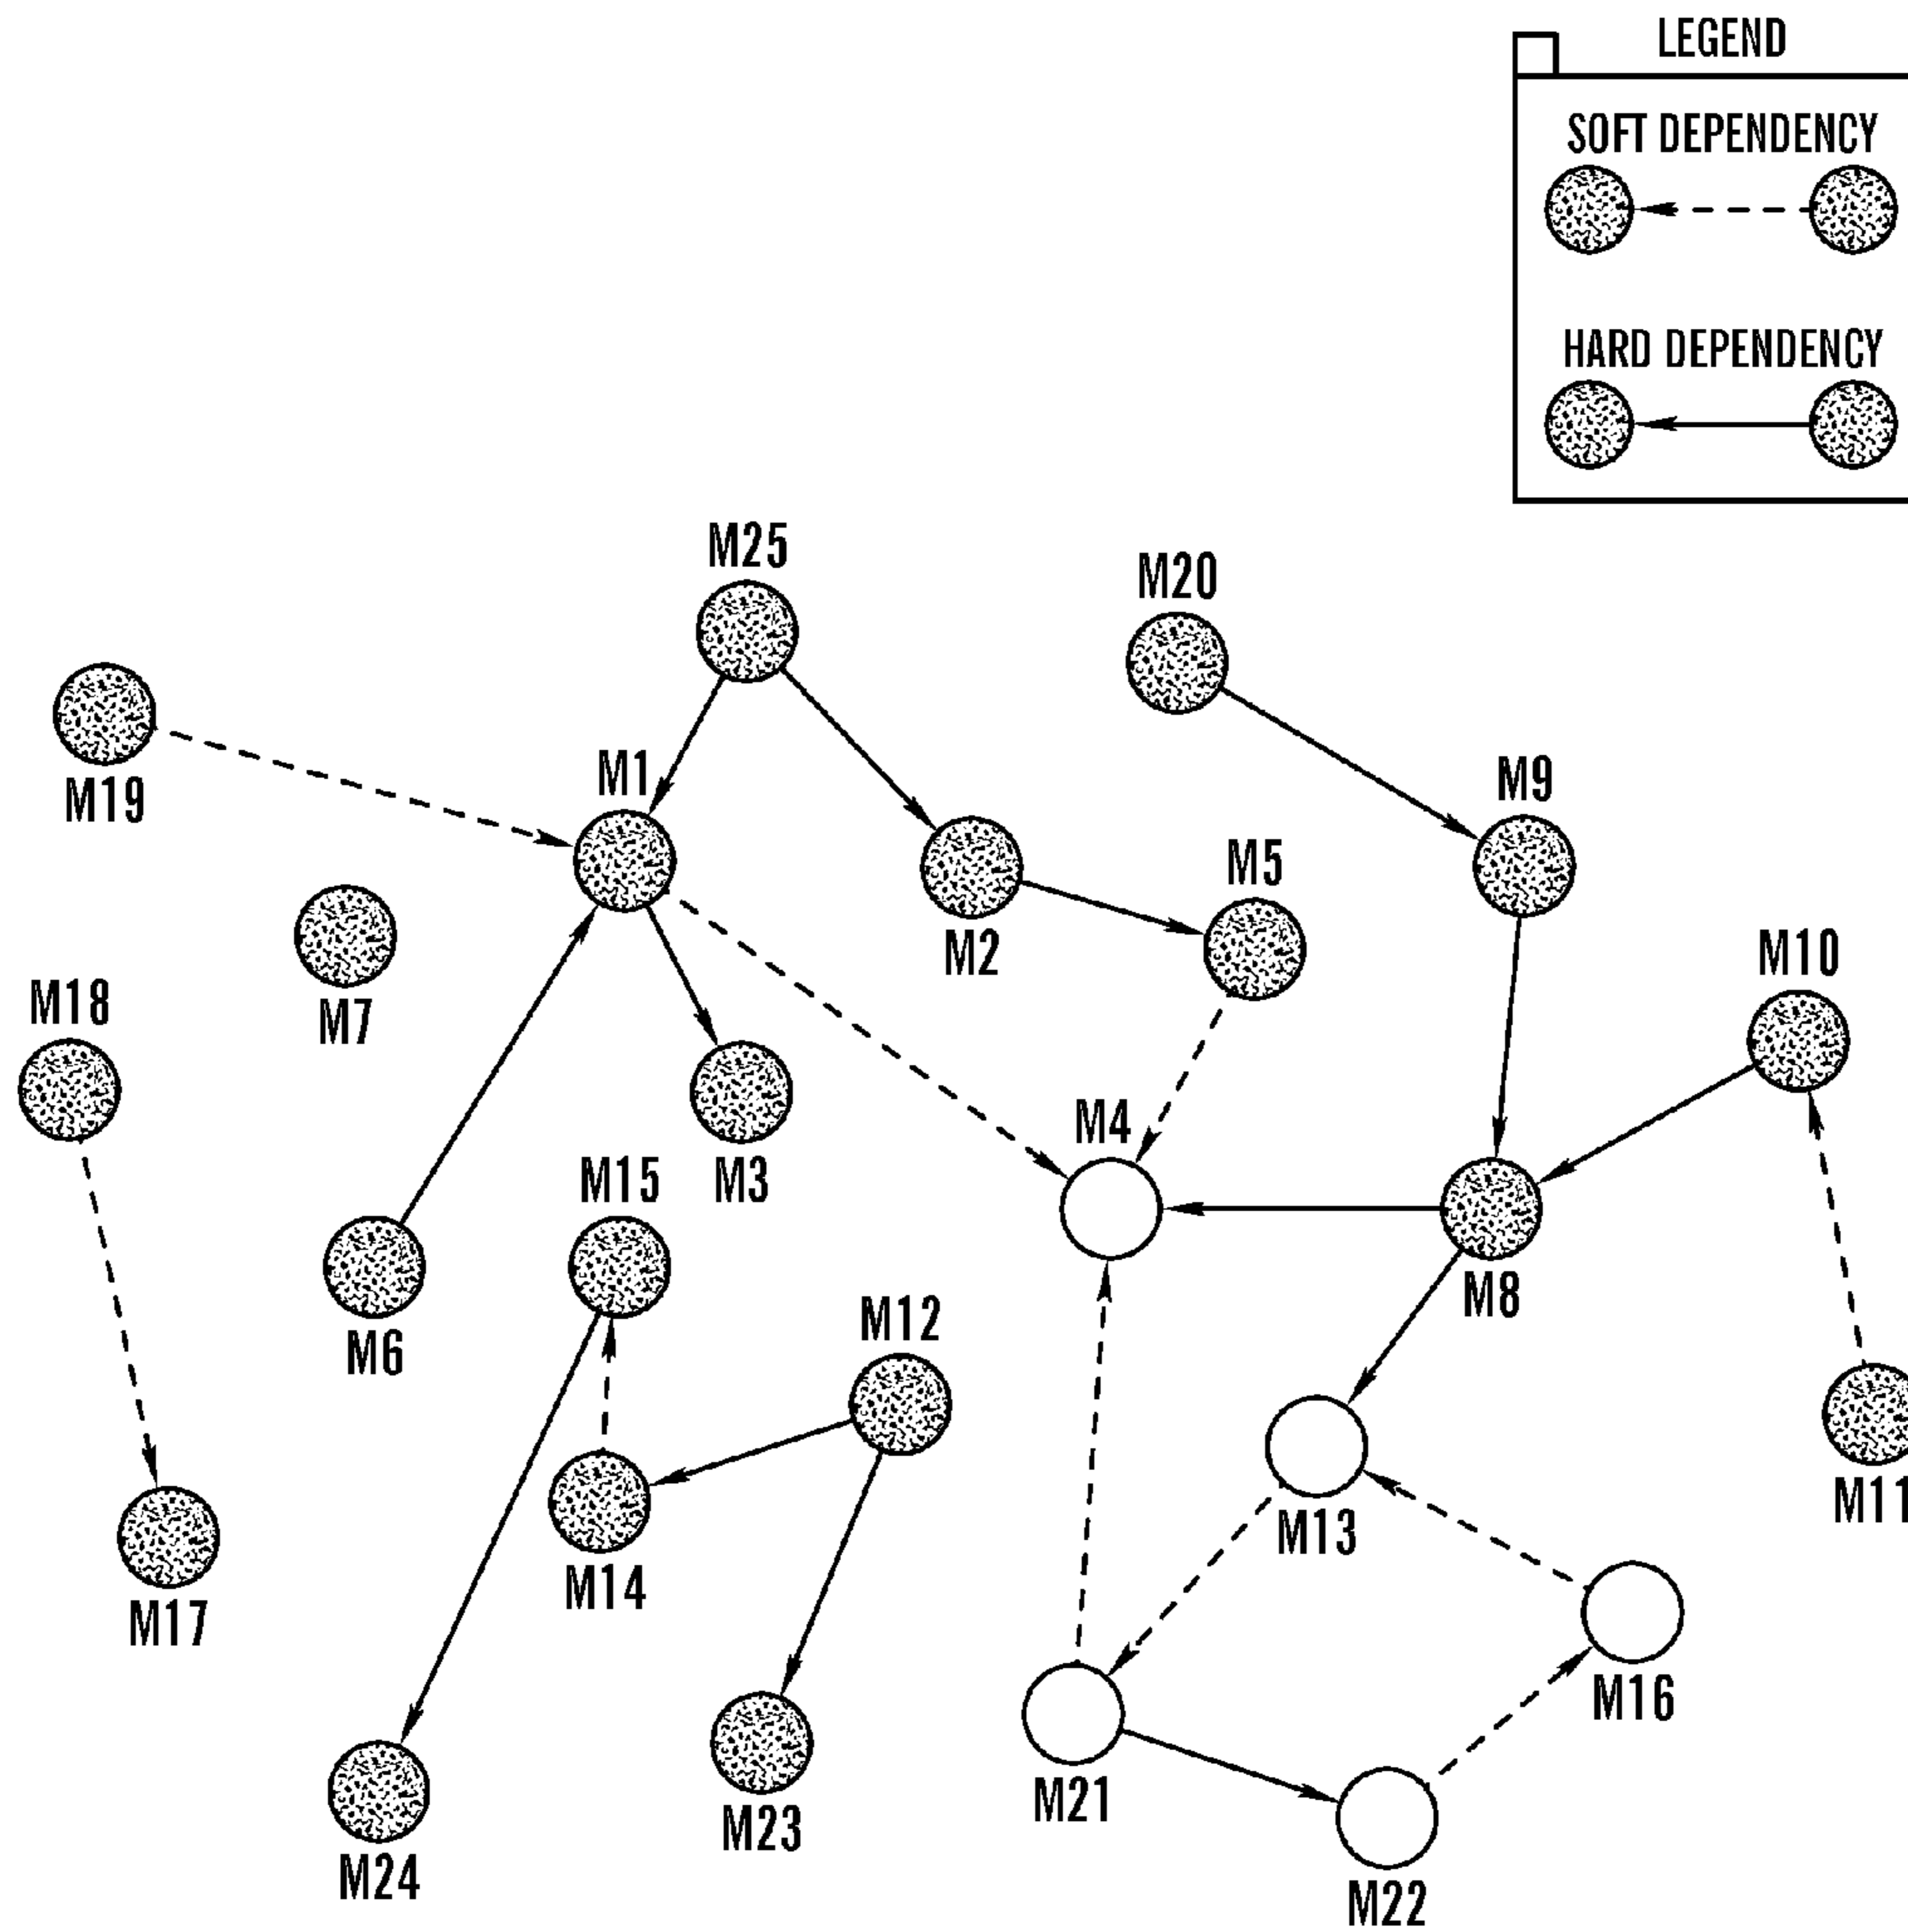 LEGEND
SOFT DEPENDENCY
HARD DEPENDENCY
M25
M20
M19
M1
M9
M5
M2
M10
M18
M7
M4
M15
M3
M8
M12
M6
M11
M13
M14
M17
M16
M21
M23
M24
M22